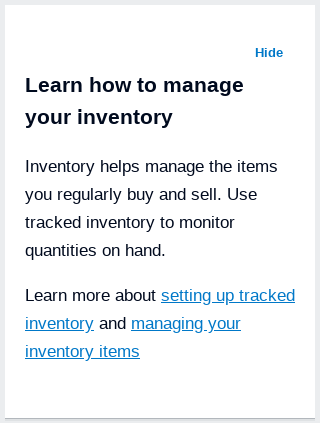 Hide
Learn how to manage
your inventory
Inventory helps manage the items
you regularly buy and sell. Use
tracked inventory to monitor
quantities on hand.
Learn more about setting up tracked
inventory and managing your
inventory items